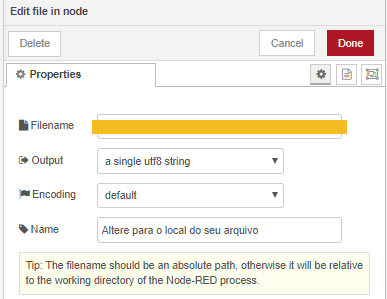 Edit file in node
Delete
Cancel
Done
Properties
Filename
Output
a single utf8 string
Encoding
default
Name
Altere para o local do seu arquivo
Tip: The filename should be an absolute path, otherwise it will be relative
to the working directory of the Node-RED process.